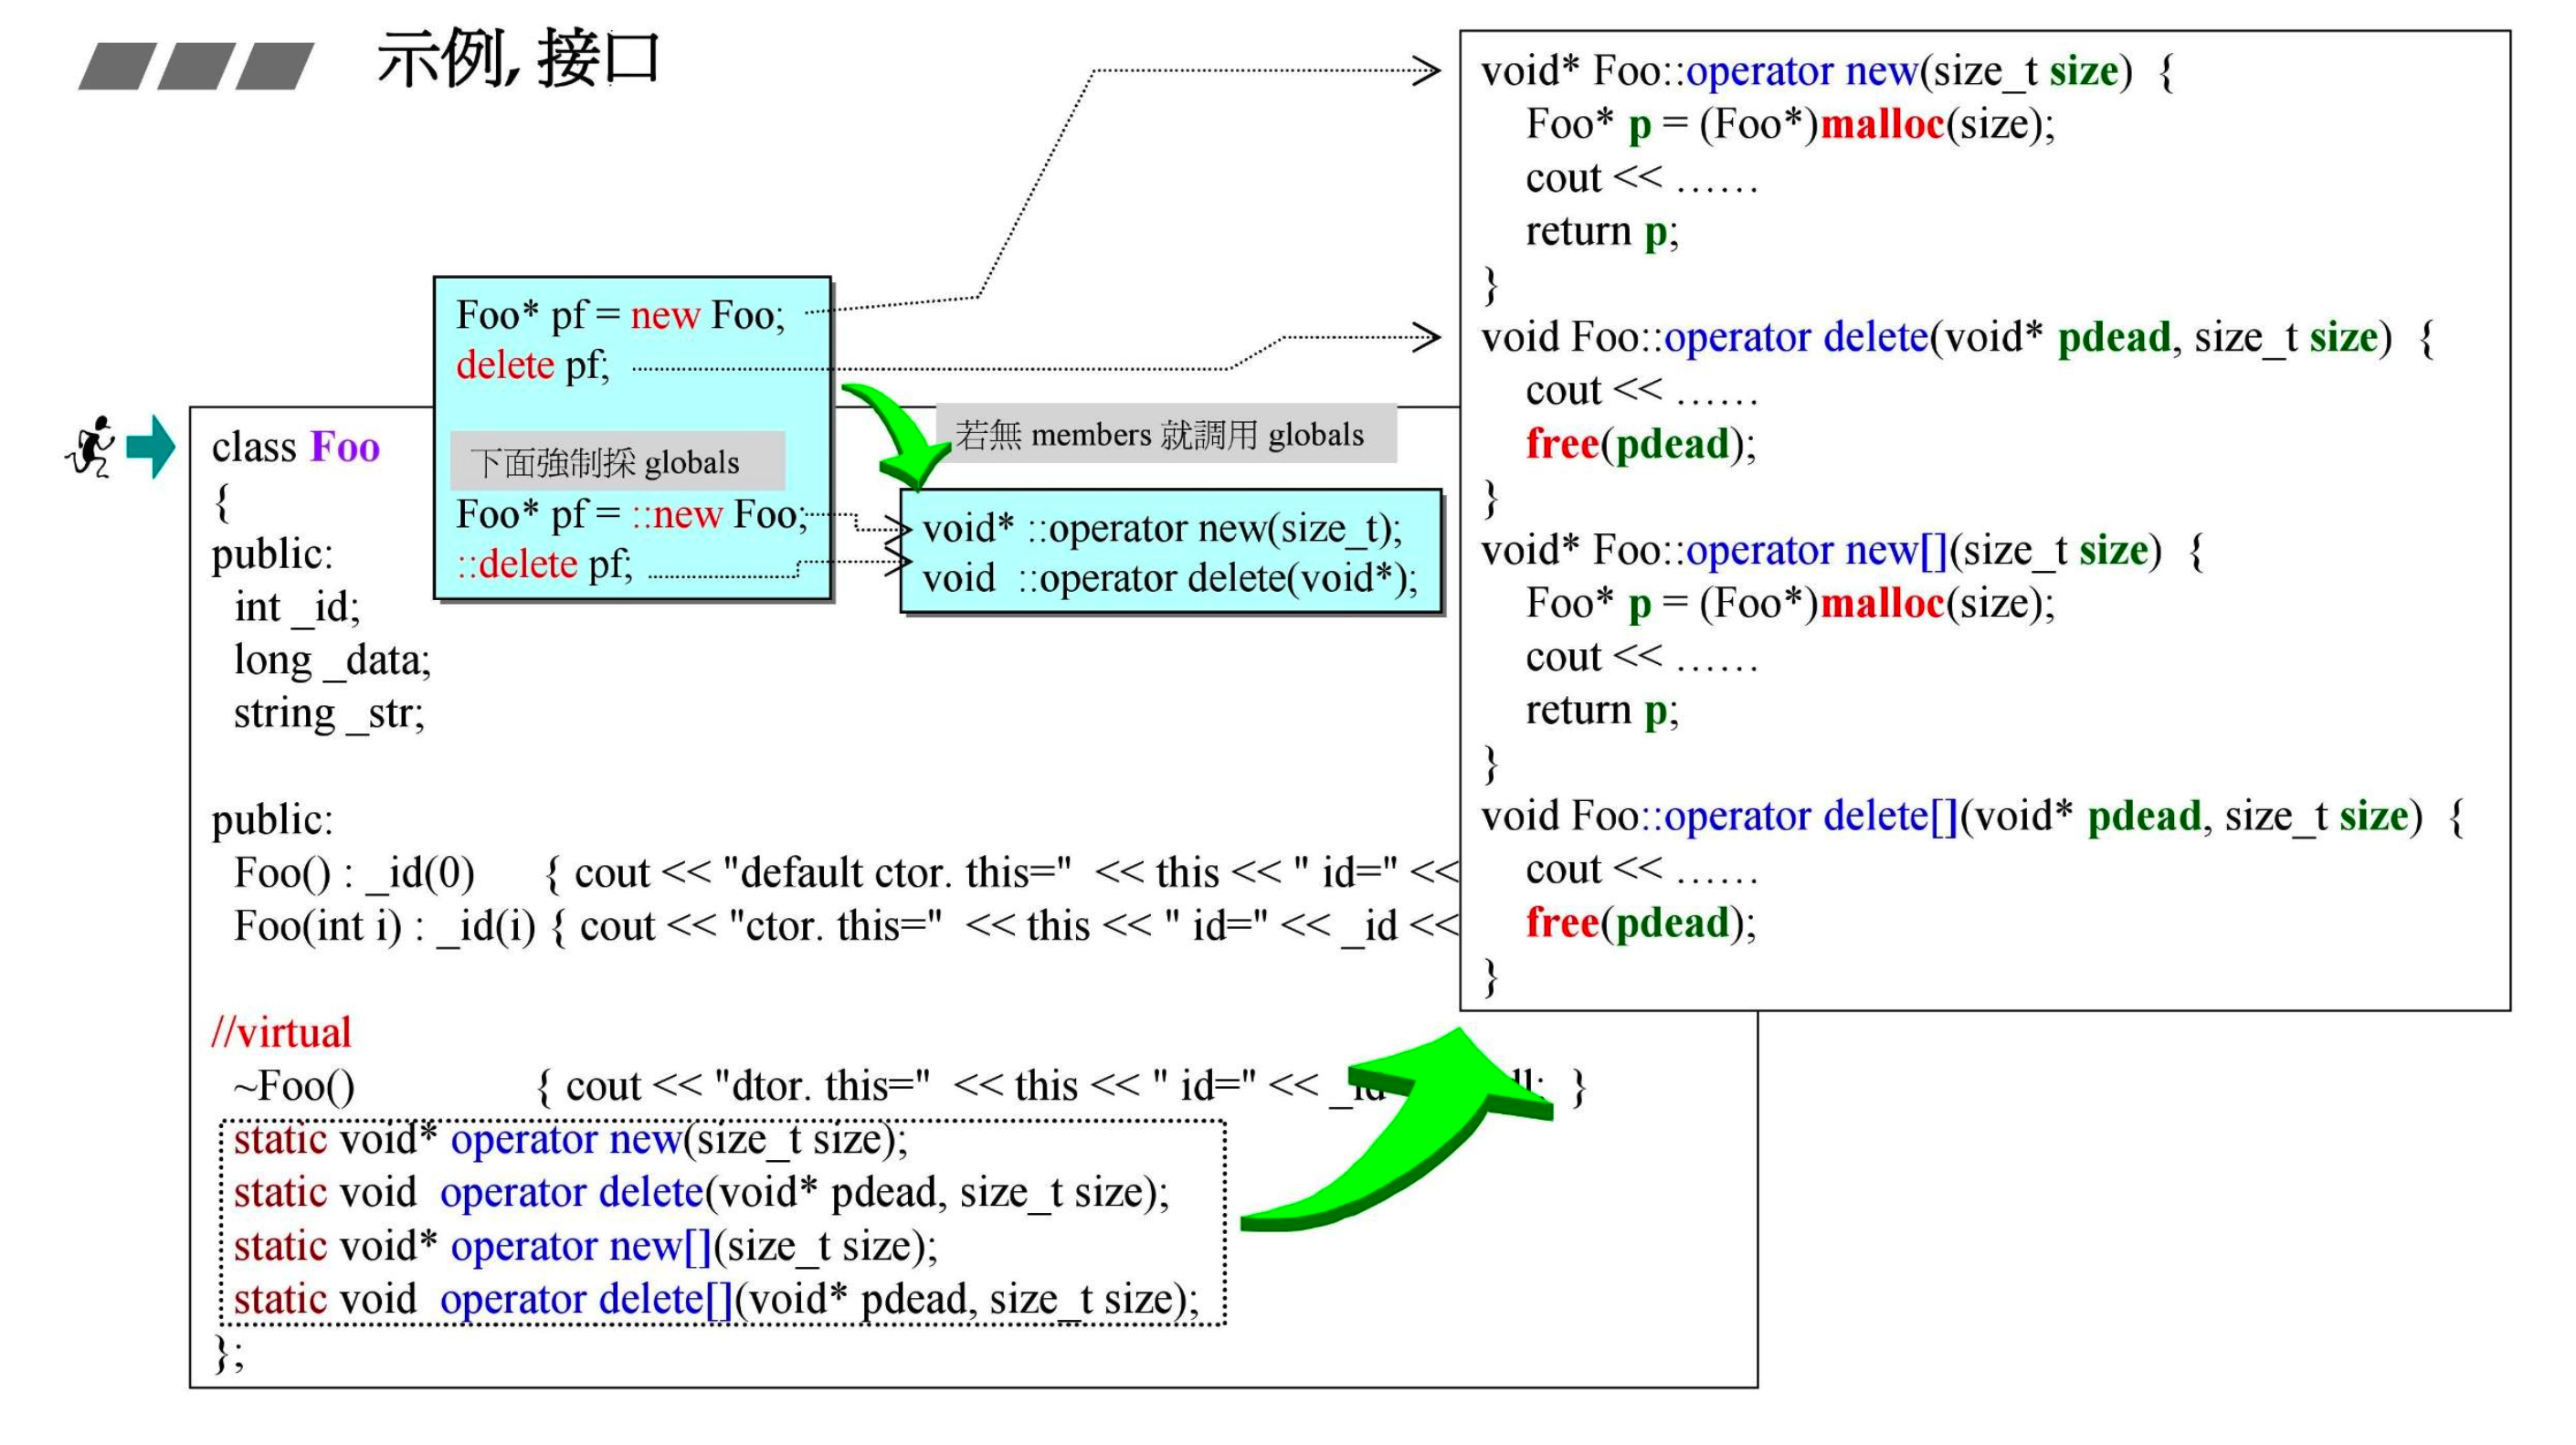 示例, 接口
Foo* pf = new Foo;
delete pf;
下面強制採 globals
Foo* pf = ::new Foo;
::delete pf;
若無 members 就調用 globals
void* ::operator new(size_t);
void ::operator delete(void*);
class Foo
{
public:
int _id;
long _data;
string _str;
public:
Foo() : _id(0) { cout << "default ctor. this=" << this << " id=" <<
Foo(int i) : _id(i) { cout << "ctor. this=" << this << " id=" << _id <<
//virtual
~Foo() { cout << "dtor. this=" << this << " id=" << }
static void* operator new(size_t size);
static void operator delete(void* pdead, size_t size);
static void* operator new[](size_t size);
static void operator delete[](void* pdead, size_t size);
};
void* Foo::operator new(size_t size) {
Foo* p = (Foo*)malloc(size);
cout << ……
return p;
}
void Foo::operator delete(void* pdead, size_t size) {
cout << ……
free(pdead);
}
void* Foo::operator new[](size_t size) {
Foo* p = (Foo*)malloc(size);
cout << ……
return p;
}
void Foo::operator delete[](void* pdead, size_t size) {
cout << ……
free(pdead);
}